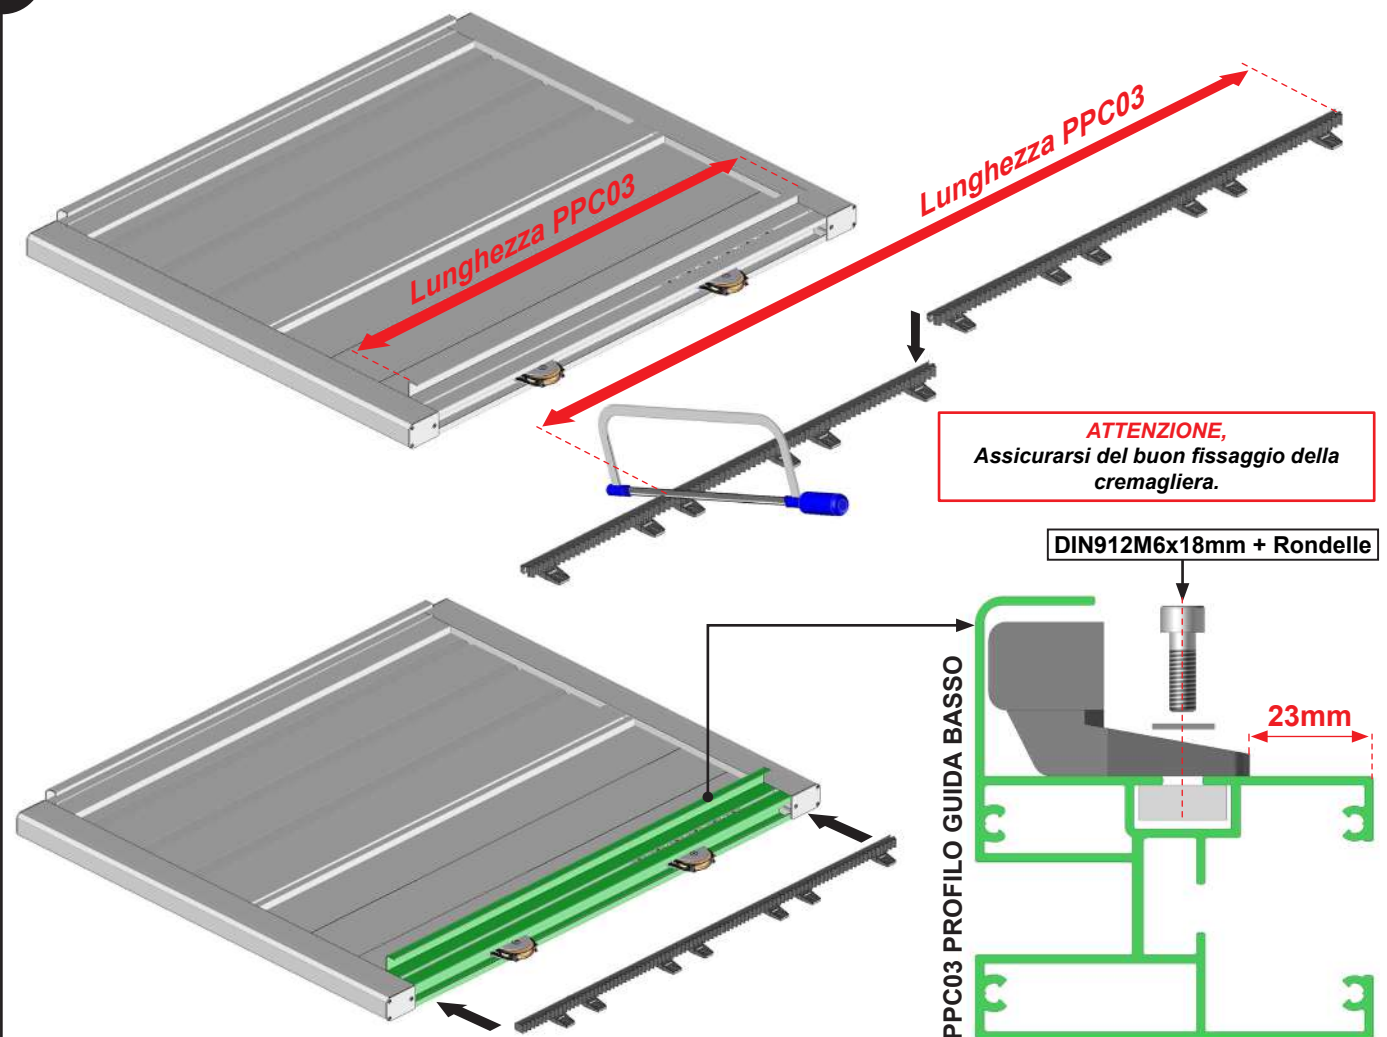 Lunghezza PPC03
Lunghezza PPC03
ATTENZIONE,
Assicurarsi del buon fissaggio della
cremagliera.
DIN912M6x18mm + Rondelle
23mm
PPC03 PROFILO GUIDA BASSO